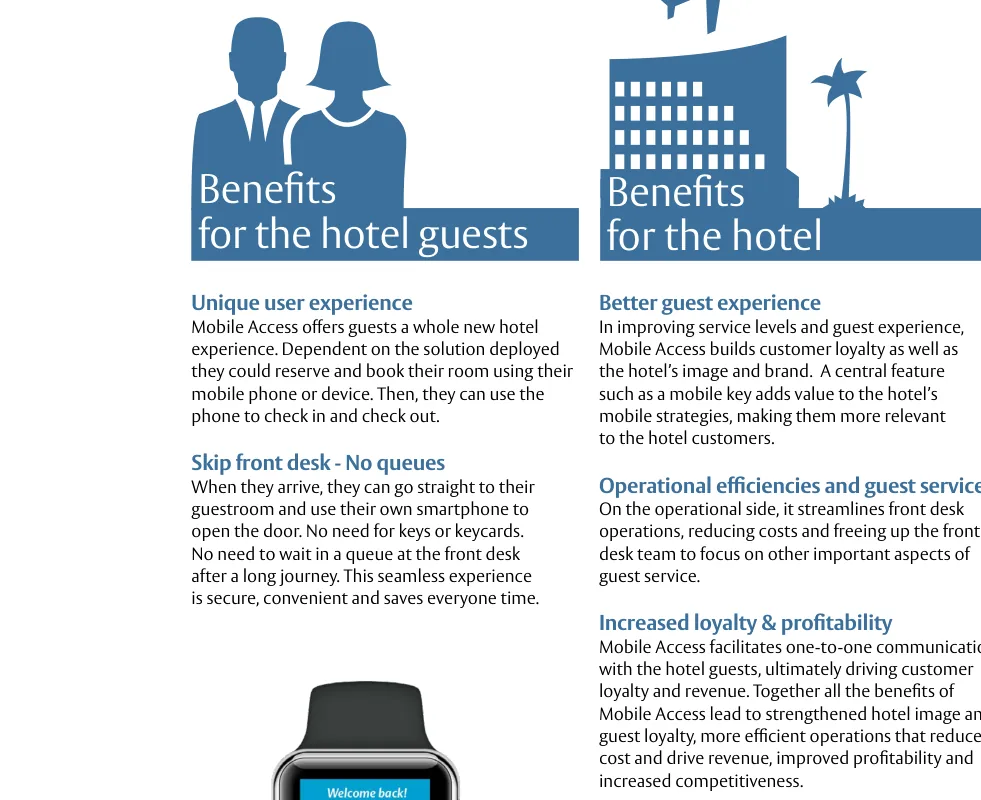 Benefits
for the hotel guests
Unique user experience
Mobile Access offers guests a whole new hotel
experience. Dependent on the solution deployed
they could reserve and book their room using their
mobile phone or device. Then, they can use the
phone to check in and check out.
Skip front desk - No queues
When they arrive, they can go straight to their
guestroom and use their own smartphone to
open the door. No need for keys or keycards.
No need to wait in a queue at the front desk
after a long journey. This seamless experience
is secure, convenient and saves everyone time.
Welcome back!
Benefits
for the hotel
Better guest experience
In improving service levels and guest experience,
Mobile Access builds customer loyalty as well as
the hotel's image and brand.  A central feature
such as a mobile key adds value to the hotel's
mobile strategies, making them more relevant
to the hotel customers.
Operational efficiencies and guest service
On the operational side, it streamlines front desk
operations, reducing costs and freeing up the front
desk team to focus on other important aspects of
guest service.
Increased loyalty & profitability
Mobile Access facilitates one-to-one
with the hotel guests, ultimately driving customer
loyalty and revenue. Together all the benefits of
Mobile Access lead to strengthened hotel image
guest loyalty, more efficient operations that reduce
cost and drive revenue, improved profitability and
increased competitiveness.